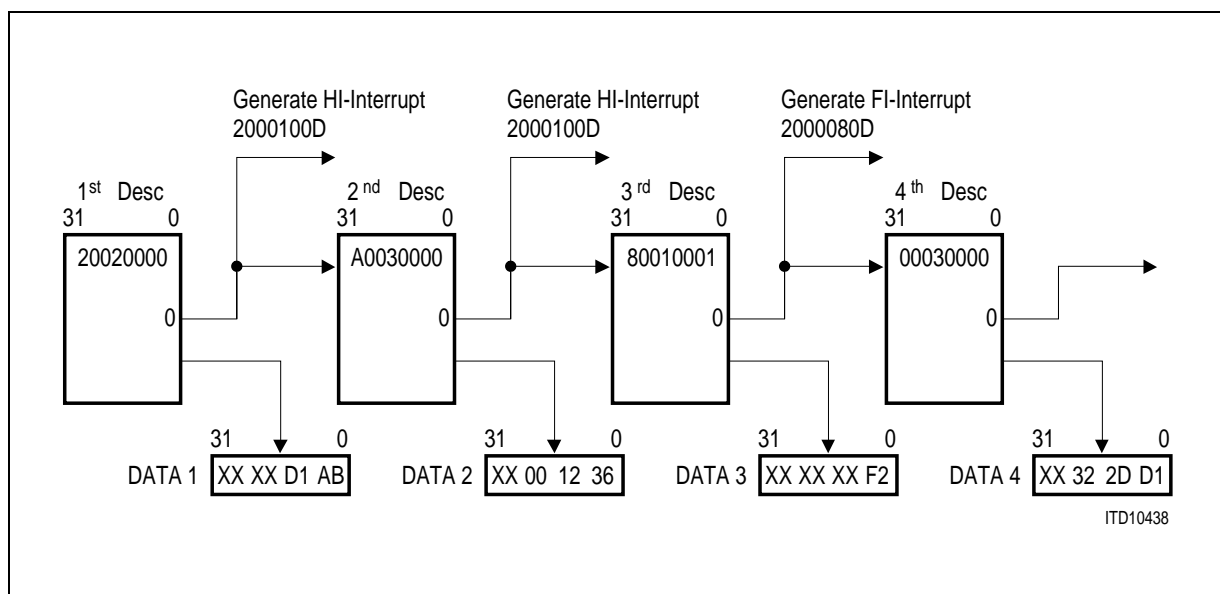 Generate HI-Interrupt Generate HI-Interrupt Generate FI-Interrupt
2000100D 2000100D 2000080D
1st Desc 2nd Desc 3rd Desc 4th Desc
31 0 31 0 31 0 31 0
20020000 A0030000 80010001 00030000
0 0 0 0
31 0 31 0 31 0 31 0
DATA 1 XX XX D1 AB DATA 2 XX 00 12 36 DATA 3 XX XX XX F2 DATA 4 XX 32 2D D1
ITD10438